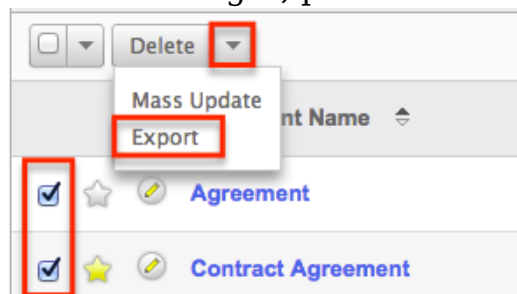 Delete
Mass Update
nt Name
Export
Agreement
Contract Agreement